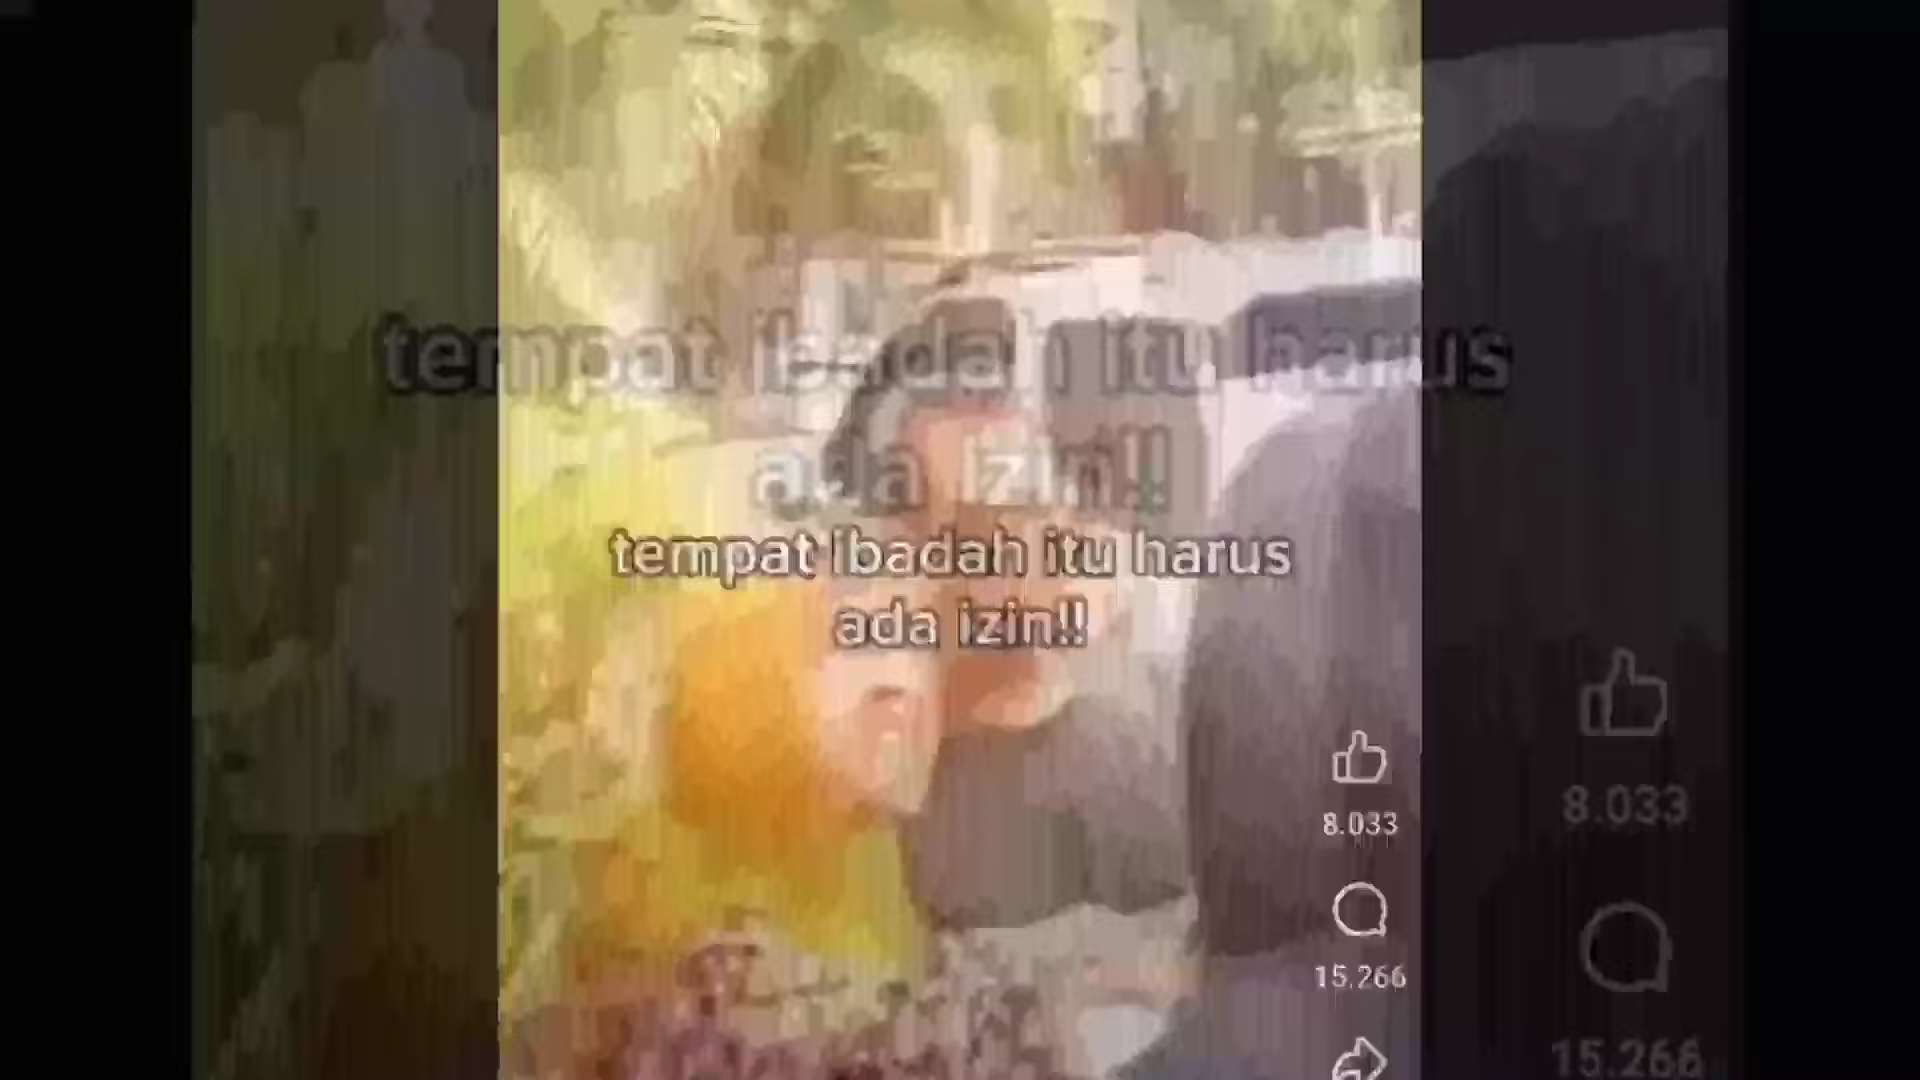 tempat ibadah itu harus
ada izin!!
tempat ibadah itu harus
ada izin!!
8.033
15.266
8.033
15.266